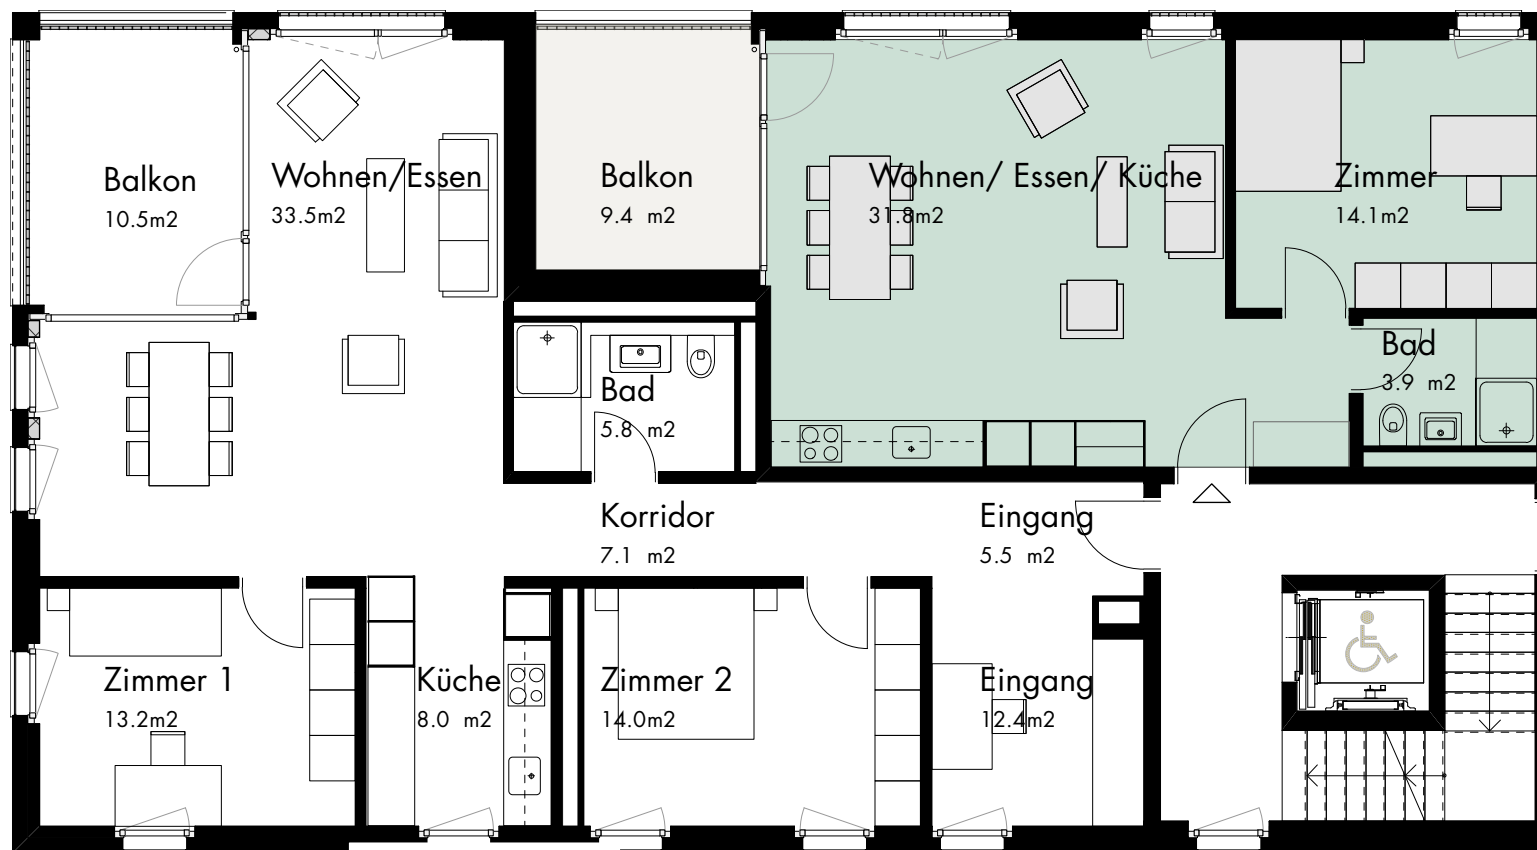 Balkon
10.5m2
Wohnen/Essen
33.5m2
Balkon
9.4 m2
Wohnen/ Essen/ Küche
31.8m2
Zimmer
14.1m2
Bad
3.9 m2
Bad
5.8 m2
Korridor
7.1 m2
Eingang
5.5 m2
Zimmer 1
13.2m2
Küche
8.0 m2
Zimmer 2
14.0m2
Eingang
12.4m2